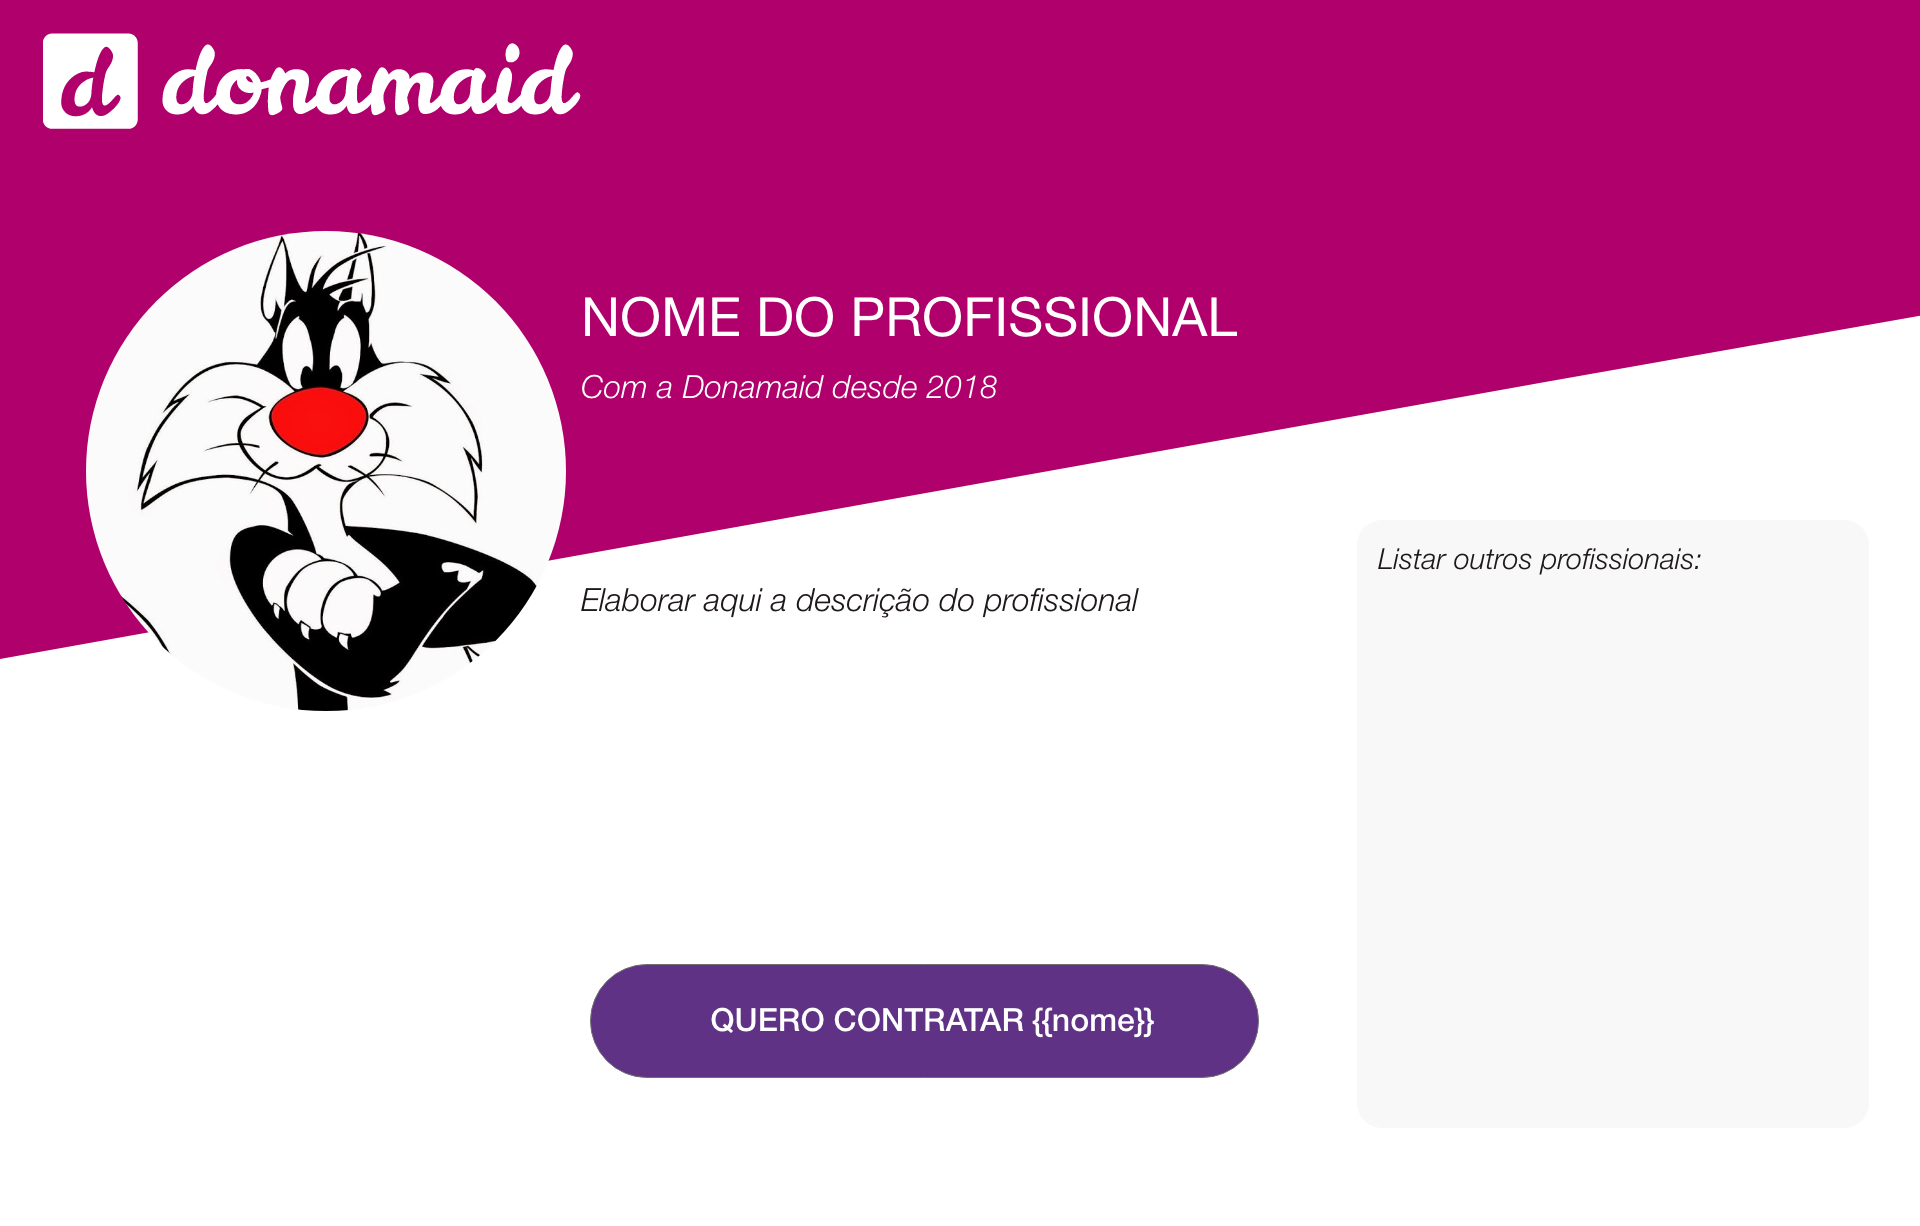 d donamaid
NOME DO PROFISSIONAL
Com a Donamaid desde 2018
Elaborar aqui a descrição do profissional
Listar outros profissionais:
QUERO CONTRATAR {{nome}}